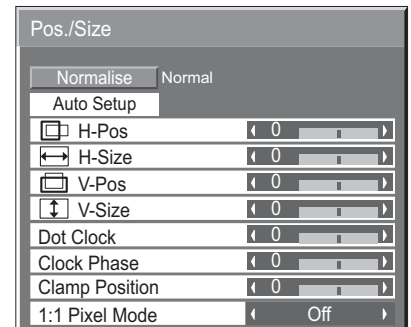 Pos./Size
Normalise Normal
Auto Setup
H-Pos 0
H-Size 0
V-Pos 0
V-Size 0
Dot Clock 0
Clock Phase 0
Clamp Position 0
1:1 Pixel Mode Off